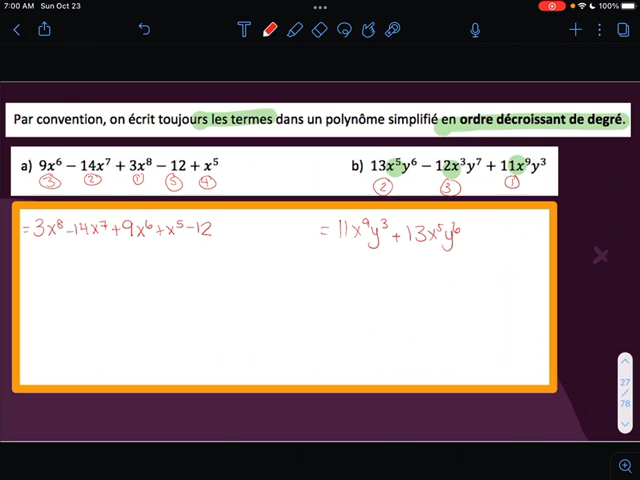 7:00 AM Sun Oct 23
100%
Par convention, on écrit toujours les termes dans un polynôme simplifié en ordre décroissant de degré.
a) 9x⁶ − 14x⁷ + 3x⁸ − 12 + x⁵
b) 13x⁵y⁶ − 12x³y⁷ + 11x⁹y³
3 2 1 5 4
2 3 1
= 3x⁸ - 14x⁷ + 9x⁶ + x⁵ - 12
= 11x⁹y³ + 13x⁵y⁶
27
/
78